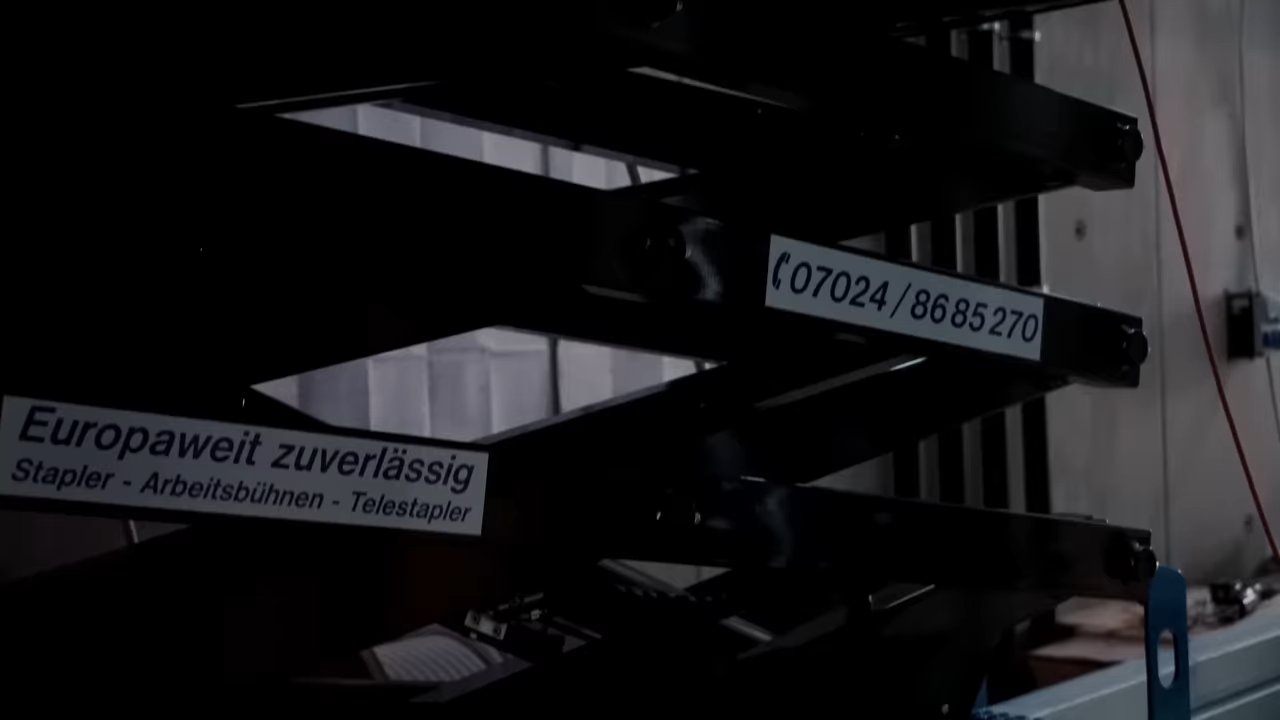 07024/8685270
Europaweit zuverlässig
Stapler - Arbeitsbühnen - Telestapler